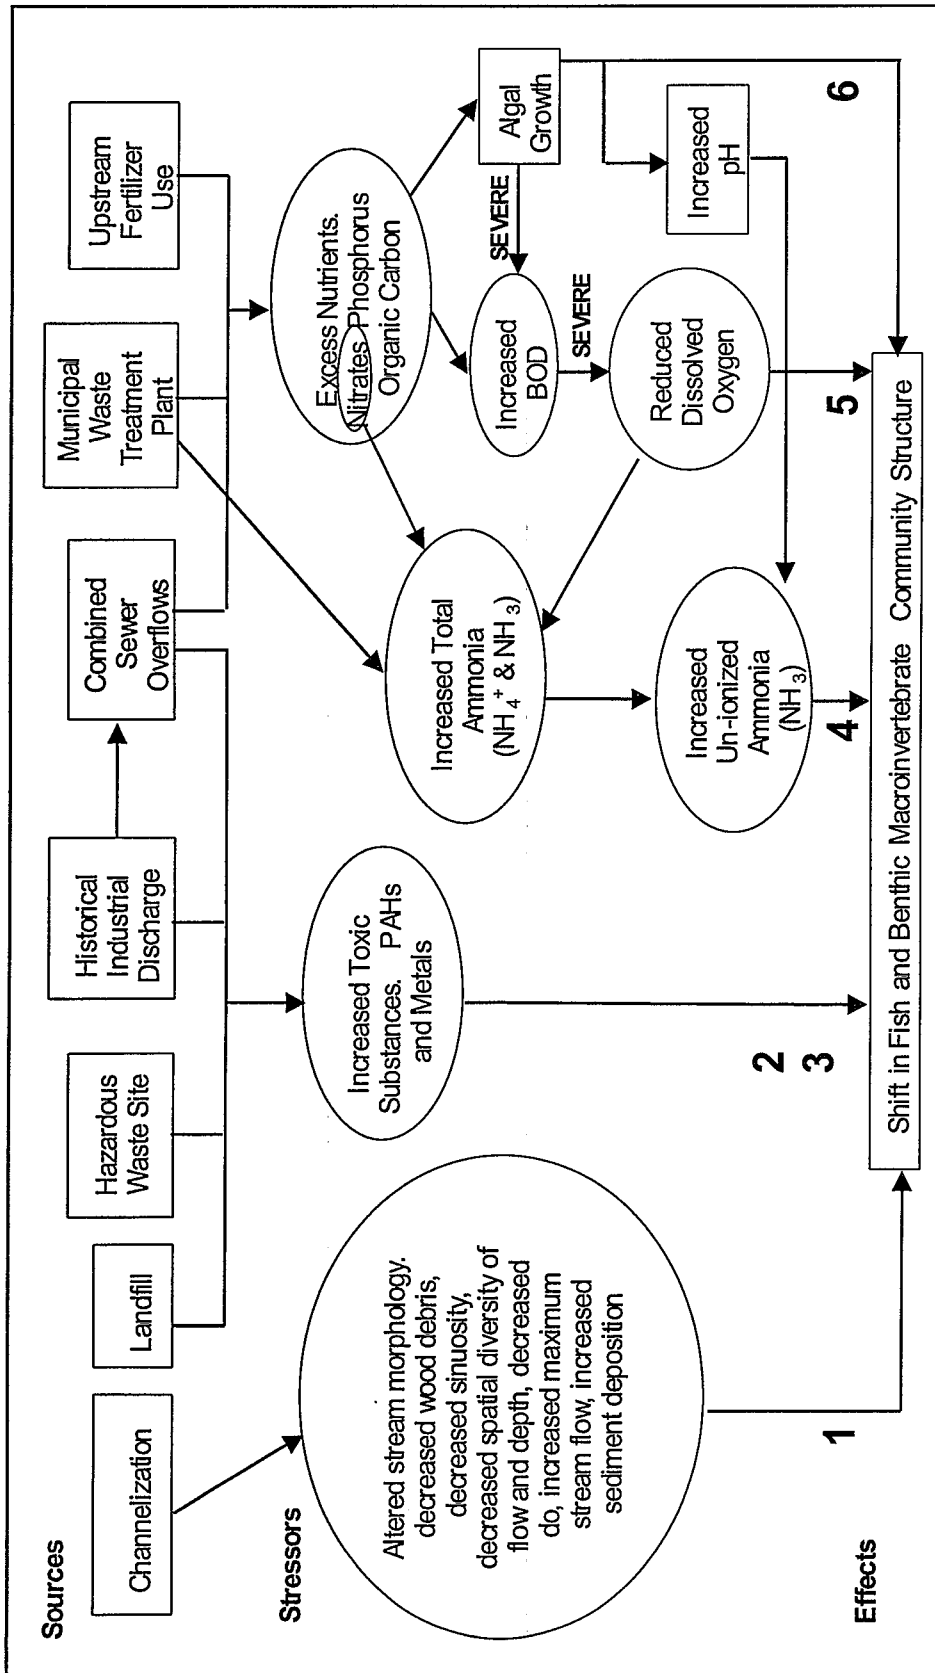 Sources
Channelization
Landfill
Hazardous
Waste Site
Historical
Industrial
Discharge
Combined
Sewer
Overflows
Municipal
Waste
Treatment
Plant
Upstream
Fertilizer
Use
Stressors
Altered stream morphology.
decreased wood debris,
decreased sinuosity,
decreased spatial diversity of
flow and depth, decreased
do, increased maximum
stream flow, increased
sediment deposition
Increased Toxic
Substances. PAHs
and Metals
Increased Total
Ammonia
(NH₄⁺ & NH₃)
Excess Nutrients.
Nitrates Phosphorus
Organic Carbon
Algal
Growth
SEVERE
Increased
BOD
SEVERE
Reduced
Dissolved
Oxygen
Increased
pH
Increased
Un-ionized
Ammonia
(NH₃)
1
2
3
4
5
6
Effects
Shift in Fish and Benthic Macroinvertebrate Community Structure